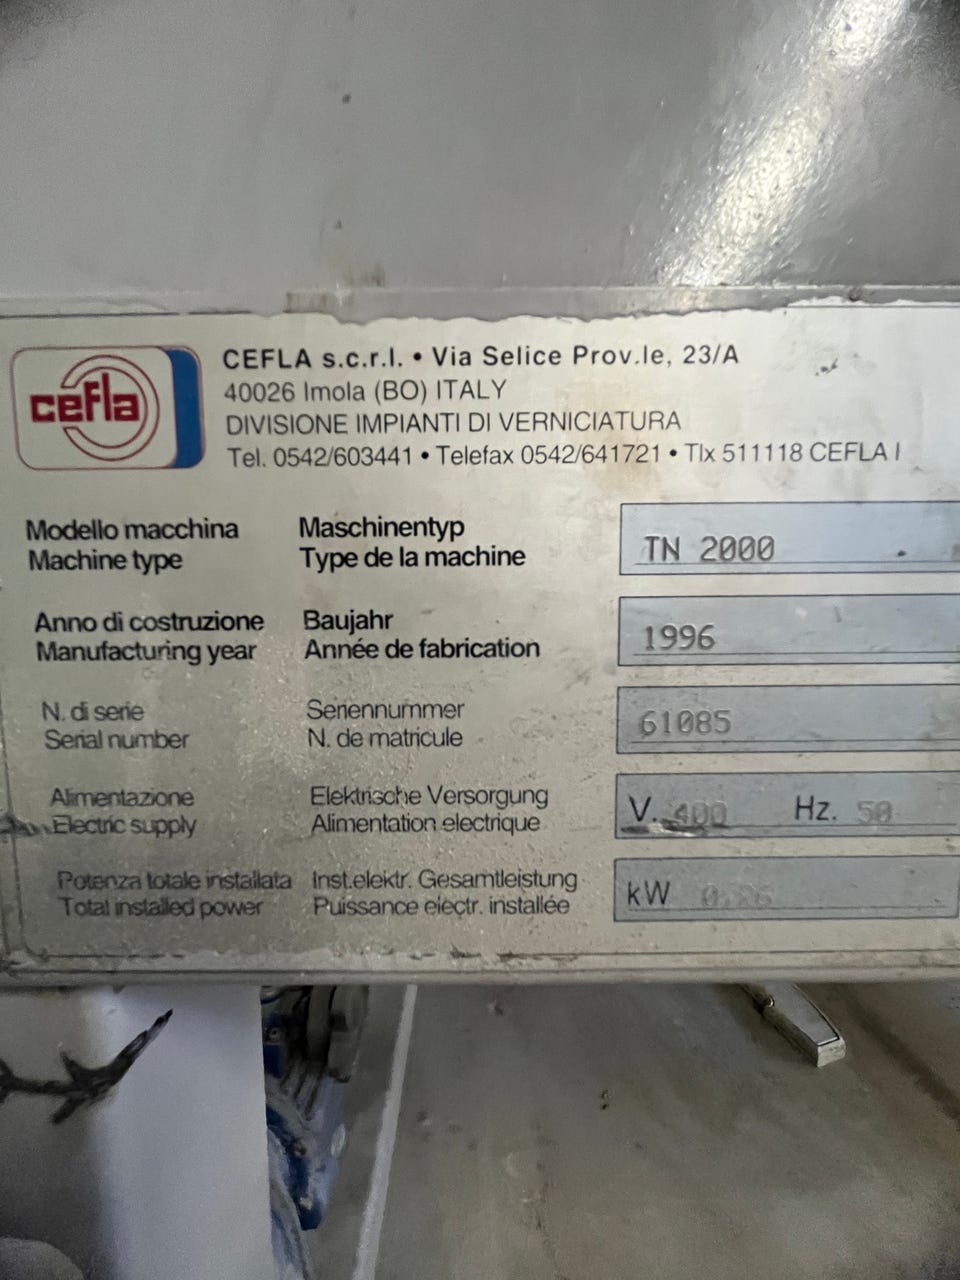 cefla
CEFLA s.c.r.l. • Via Selice Prov.le, 23/A
40026 Imola (BO) ITALY
DIVISIONE IMPIANTI DI VERNICIATURA
Tel. 0542/603441 • Telefax 0542/641721 • Tlx 511118 CEFLA I
Modello macchina Maschinentyp
Machine type Type de la machine
TN 2000
Anno di costruzione Baujahr
Manufacturing year Année de fabrication
1996
N. di serie Seriennummer
Serial number N. de matricule
61085
Alimentazione Elektrische Versorgung
Electric supply Alimentation electrique
V. 400 Hz. 50
Potenza totale installata Inst.elektr. Gesamtleistung
Total installed power Puissance electr. installée
kW